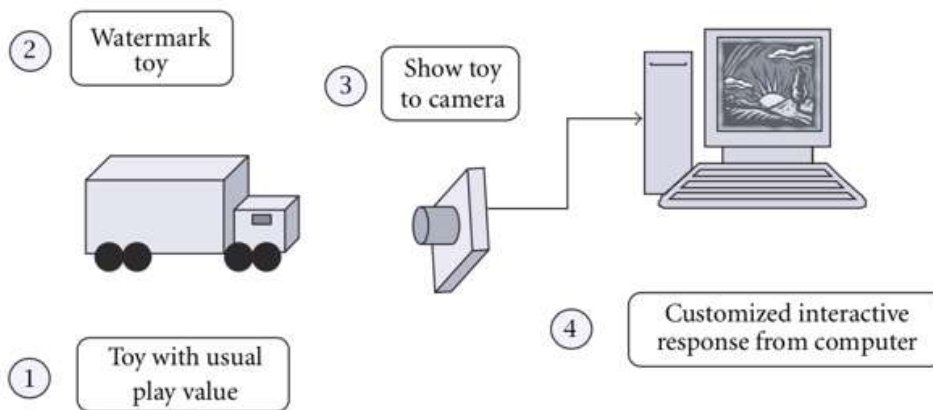 2
Watermark
toy
3
Show toy
to camera
4
Customized interactive
response from computer
1
Toy with usual
play value